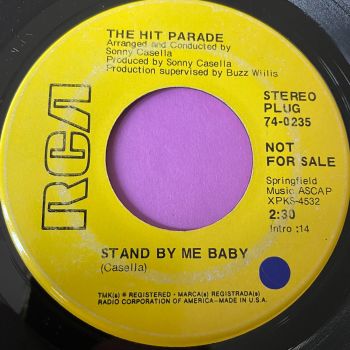 THE HIT PARADE
Arranged and Conducted by
Sonny Casella
Produced by Sonny Casella
Production supervised by Buzz Willis
RCA
STEREO
PLUG
74-0235
NOT
FOR SALE
Springfield
Music ASCAP
XPKS-4532
2:30
Intro :14
STAND BY ME BABY
(Casella)
TMK(s) ® REGISTERED • MARCA(s) REGISTRADA(s)
RADIO CORPORATION OF AMERICA—MADE IN U.S.A.